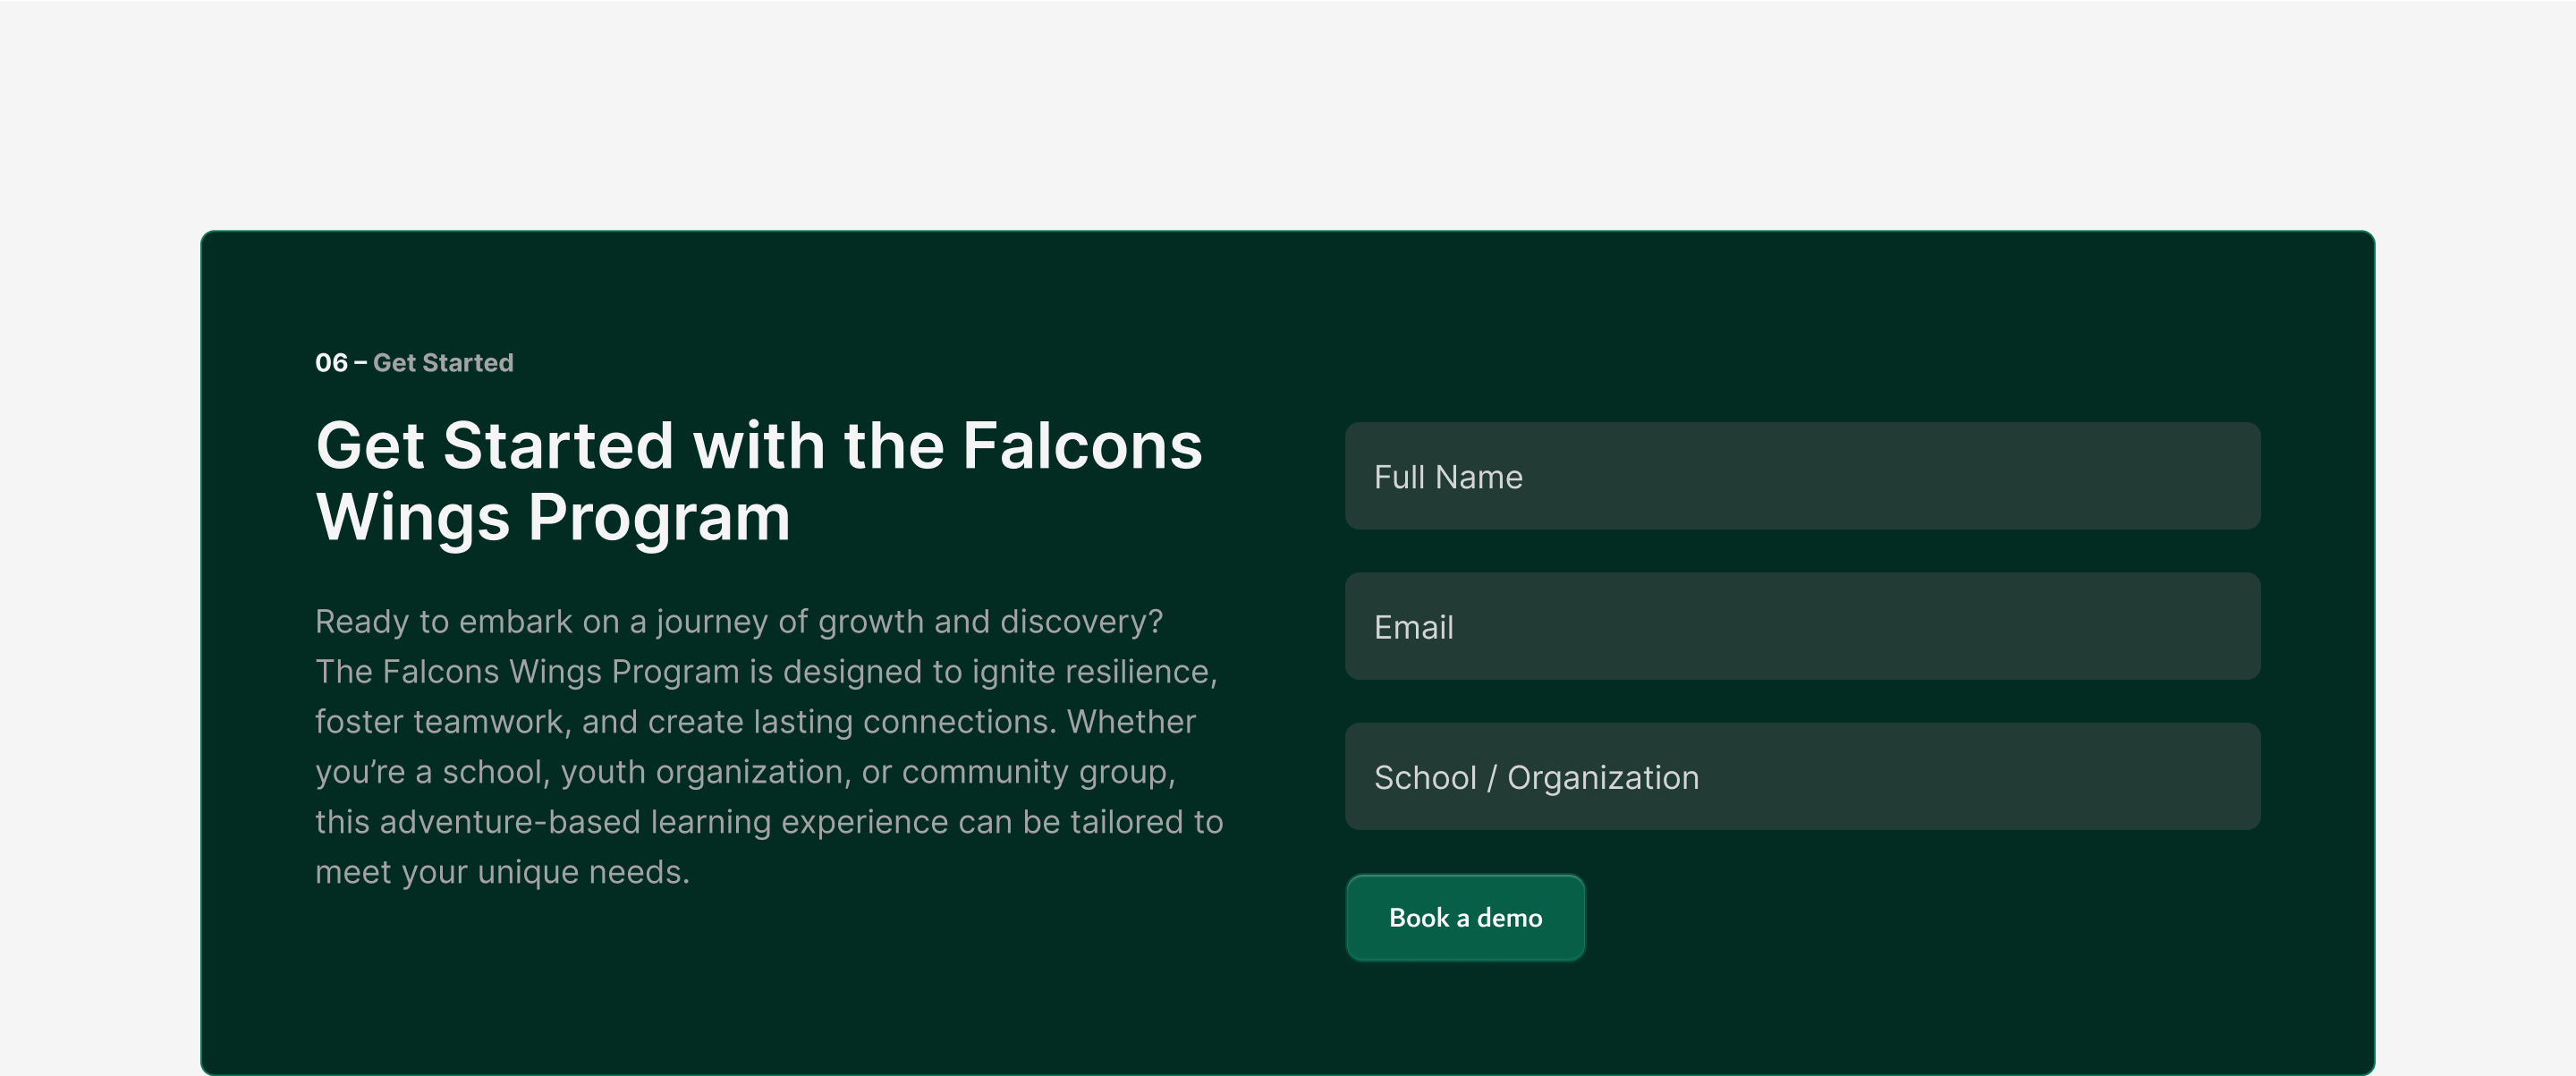 06 – Get Started
Get Started with the Falcons
Wings Program
Ready to embark on a journey of growth and discovery?
The Falcons Wings Program is designed to ignite resilience,
foster teamwork, and create lasting connections. Whether
you’re a school, youth organization, or community group,
this adventure-based learning experience can be tailored to
meet your unique needs.
Full Name
Email
School / Organization
Book a demo